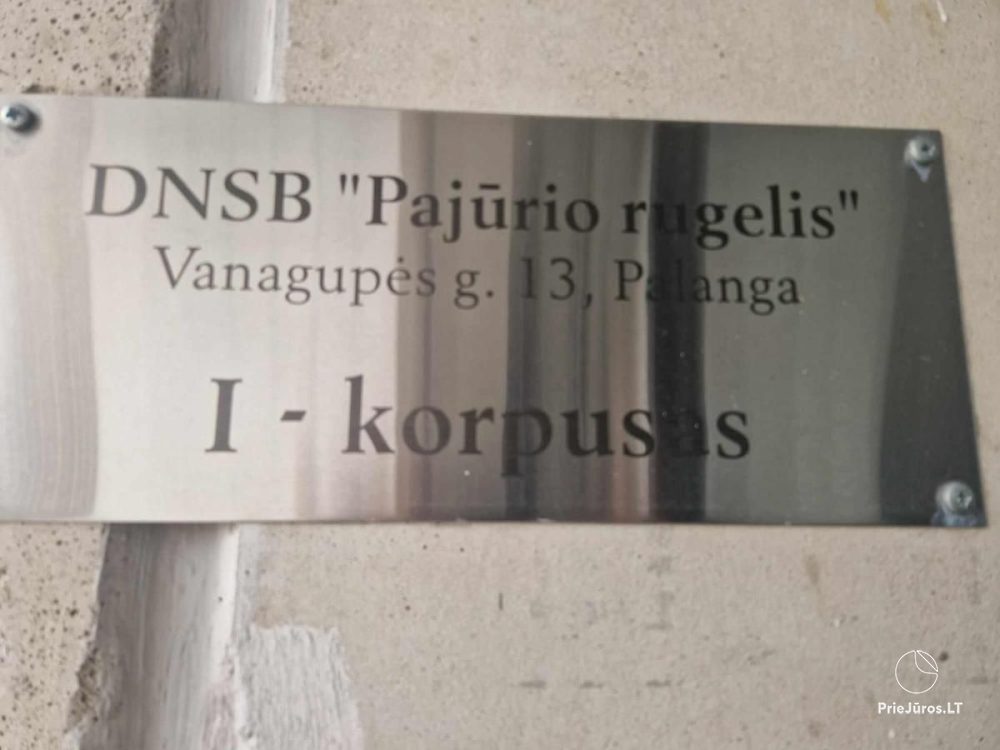 DNSB "Pajūrio rugelis"
Vanagupės g. 13, Palanga
I - korpusas
PrieJūros.LT